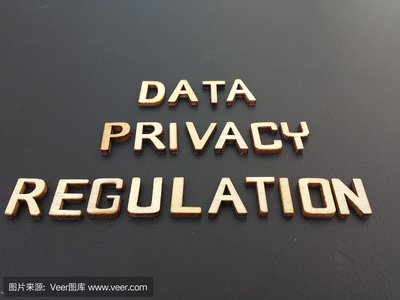 DATA
PRIVACY
REGULATION
图片来源: Veer图库 www.veer.com